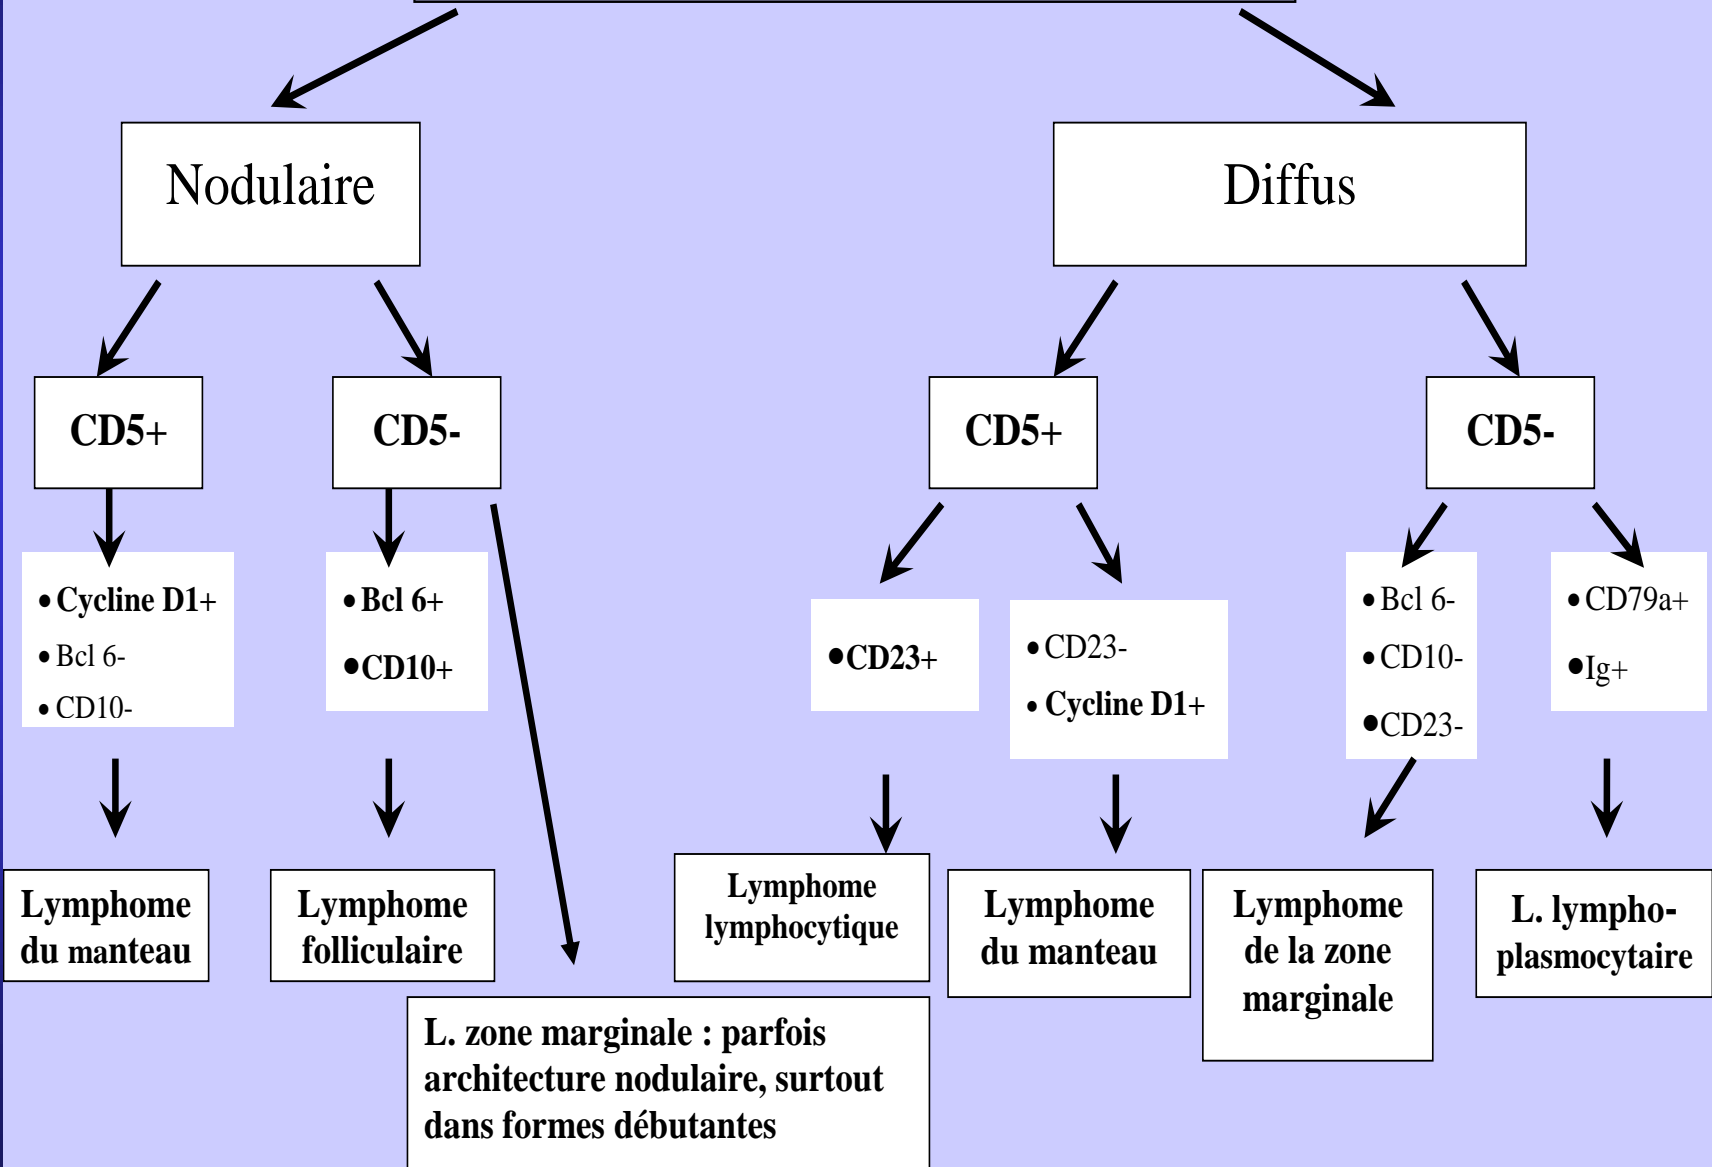 Nodulaire
Diffus
CD5+
CD5-
CD5+
CD5-
•Cycline D1+
•Bcl 6-
•CD10-
•Bcl 6+
•CD10+
•CD23+
•CD23-
•Cycline D1+
•Bcl 6-
•CD10-
•CD23-
•CD79a+
•Ig+
Lymphome
du manteau
Lymphome
folliculaire
Lymphome
lymphocytique
Lymphome
du manteau
Lymphome
de la zone
marginale
L. lympho-
plasmocytaire
L. zone marginale : parfois
architecture nodulaire, surtout
dans formes débutantes